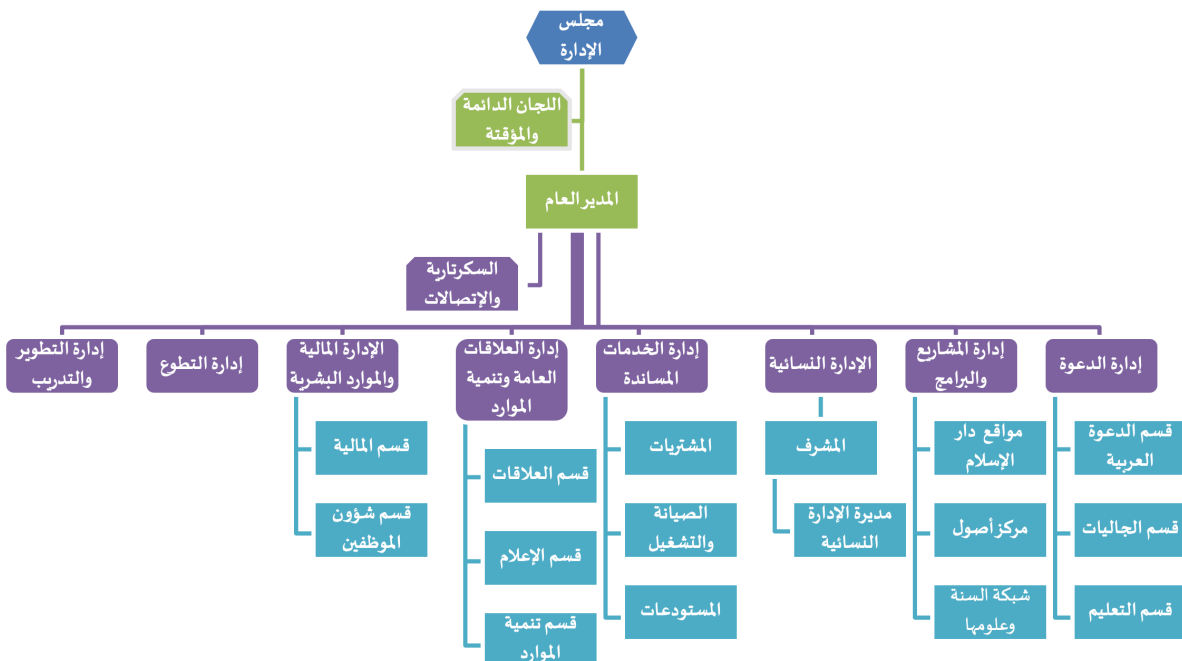 مجلس
الإدارة
اللجان الدائمة
والمؤقتة
المدير العام
السكرتارية
والإتصالات
إدارة الدعوة
إدارة المشاريع
والبرامج
الإدارة النسائية
إدارة الخدمات
المساندة
إدارة العلاقات
العامة وتنمية
الموارد
الإدارة المالية
والموارد البشرية
إدارة التطوع
إدارة التطوير
والتدريب
قسم الدعوة
العربية
قسم الجاليات
قسم التعليم
مواقع دار
الإسلام
مركز أصول
شبكة السنة
وعلومها
المشرف
مديرة الإدارة
النسائية
المشتريات
الصيانة
والتشغيل
المستودعات
قسم العلاقات
قسم الإعلام
قسم تنمية
الموارد
قسم المالية
قسم شؤون
الموظفين